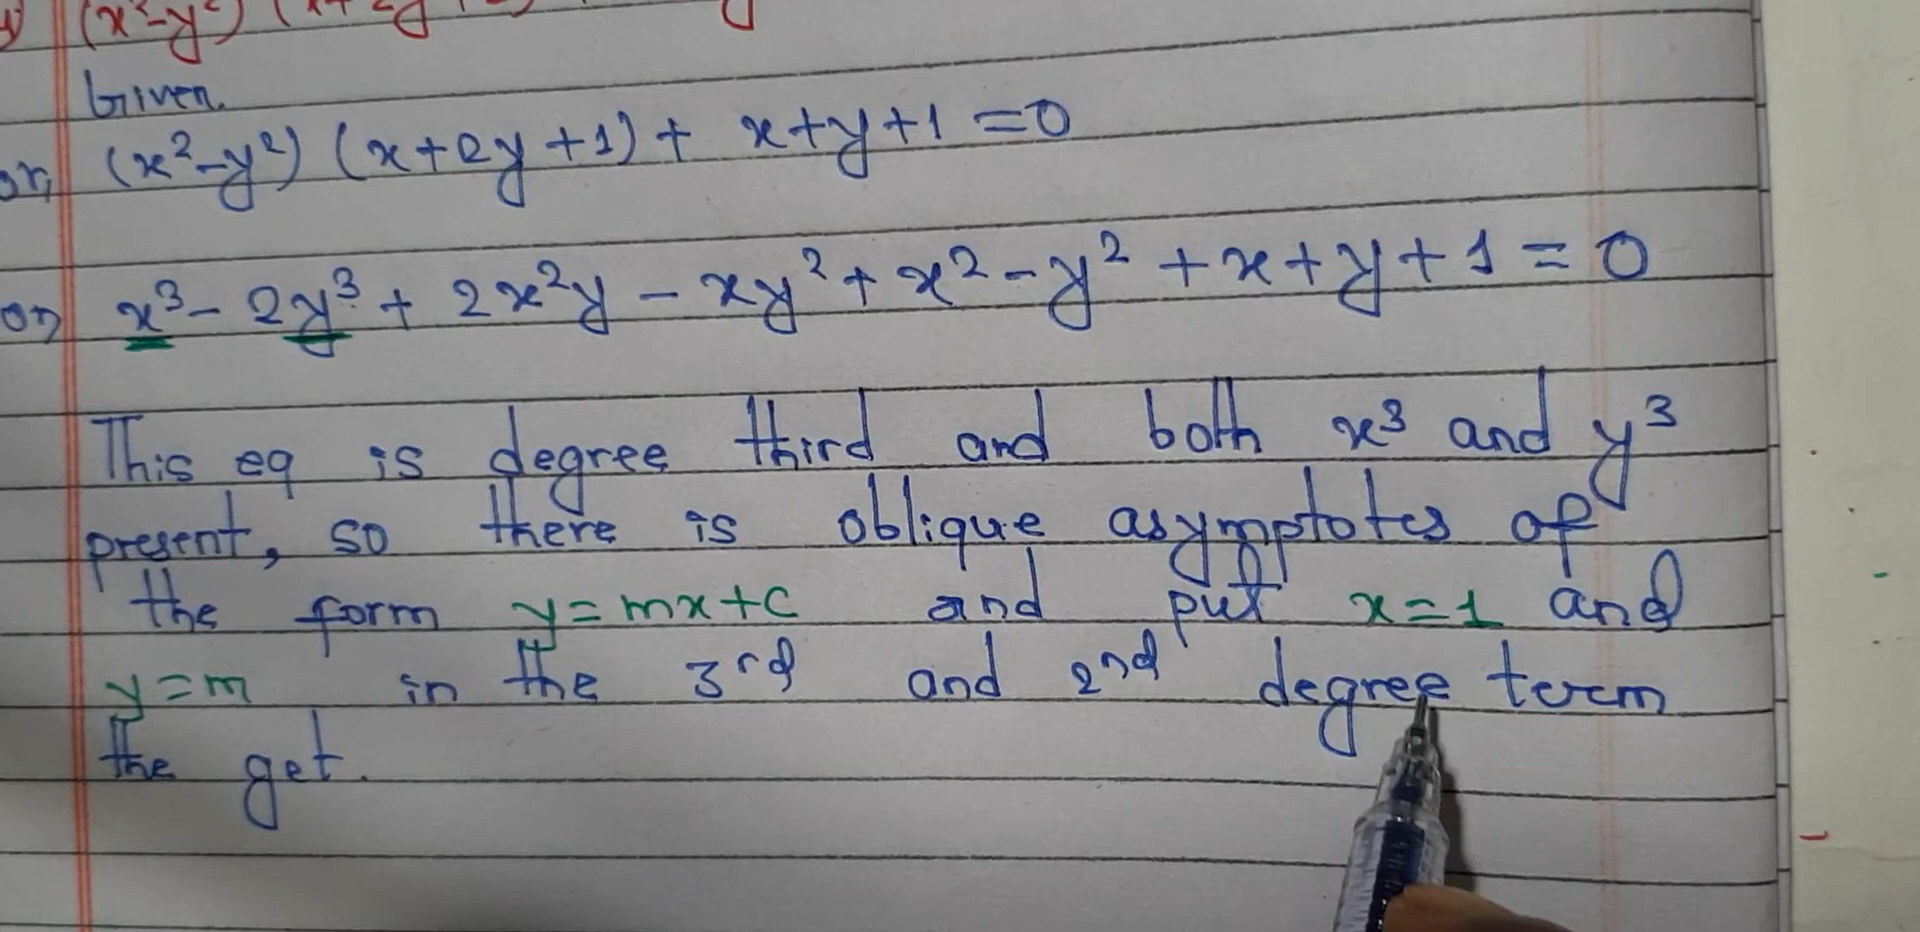 Given.
or, (x²-y²) (x+2y+1) + x+y+1=0
or, x³- 2y³+ 2x²y - xy²+ x²-y² +x+y+1 = 0
This eq is degree third and both x³ and y³
present, so there is oblique asymptotes of
the form y=mx+c and put x=1 and
y=m in the 3rd and 2nd degree term
the get.